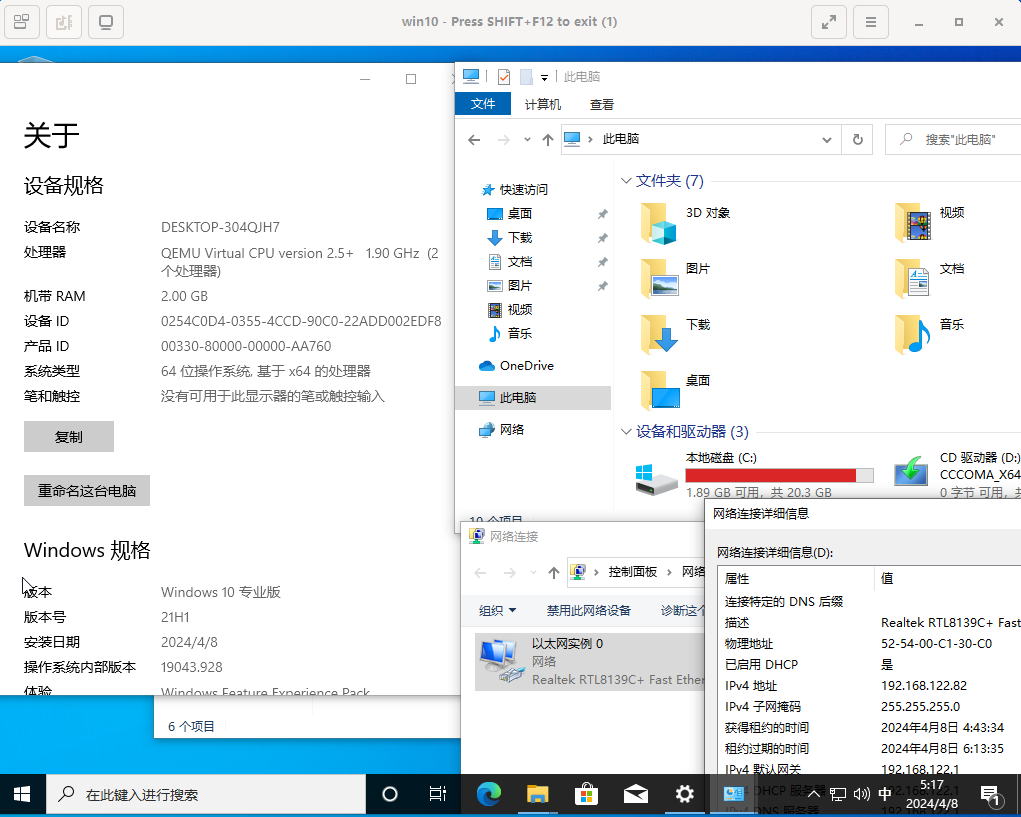 win10 - Press SHIFT+F12 to exit (1)
关于
设备规格
设备名称 DESKTOP-304QJH7
处理器 QEMU Virtual CPU version 2.5+ 1.90 GHz (2
个处理器)
机带 RAM 2.00 GB
设备 ID 0254C0D4-0355-4CCD-90C0-22ADD002EDF8
产品 ID 00330-80000-00000-AA760
系统类型 64 位操作系统, 基于 x64 的处理器
笔和触控 没有可用于此显示器的笔或触控输入
复制
重命名这台电脑
Windows 规格
版本 Windows 10 专业版
版本号 21H1
安装日期 2024/4/8
操作系统内部版本 19043.928
体验 Windows Feature Experience Pack
6 个项目
此电脑
文件 计算机 查看
此电脑
搜索"此电脑"
快速访问
桌面
下载
文档
图片
视频
音乐
OneDrive
此电脑
网络
文件夹 (7)
3D 对象
视频
图片
文档
下载
音乐
桌面
设备和驱动器 (3)
本地磁盘 (C:)
1.89 GB 可用，共 20.3 GB
CD 驱动器 (D:)
CCCOMA_X64
0 字节 可用，共
10 个项目
网络连接
控制面板 网络
组织 禁用此网络设备 诊断这个
以太网实例 0
网络
Realtek RTL8139C+ Fast Ether
网络连接详细信息
网络连接详细信息(D):
属性 值
连接特定的 DNS 后缀
描述 Realtek RTL8139C+ Fast
物理地址 52-54-00-C1-30-C0
已启用 DHCP 是
IPv4 地址 192.168.122.82
IPv4 子网掩码 255.255.255.0
获得租约的时间 2024年4月8日 4:43:34
租约过期的时间 2024年4月8日 6:13:35
IPv4 默认网关 192.168.122.1
IPv4 DHCP 服务器 192.168.122.1
IPv4 DNS 服务器 192.168.122.1
在此键入进行搜索
中
5:17
2024/4/8
1